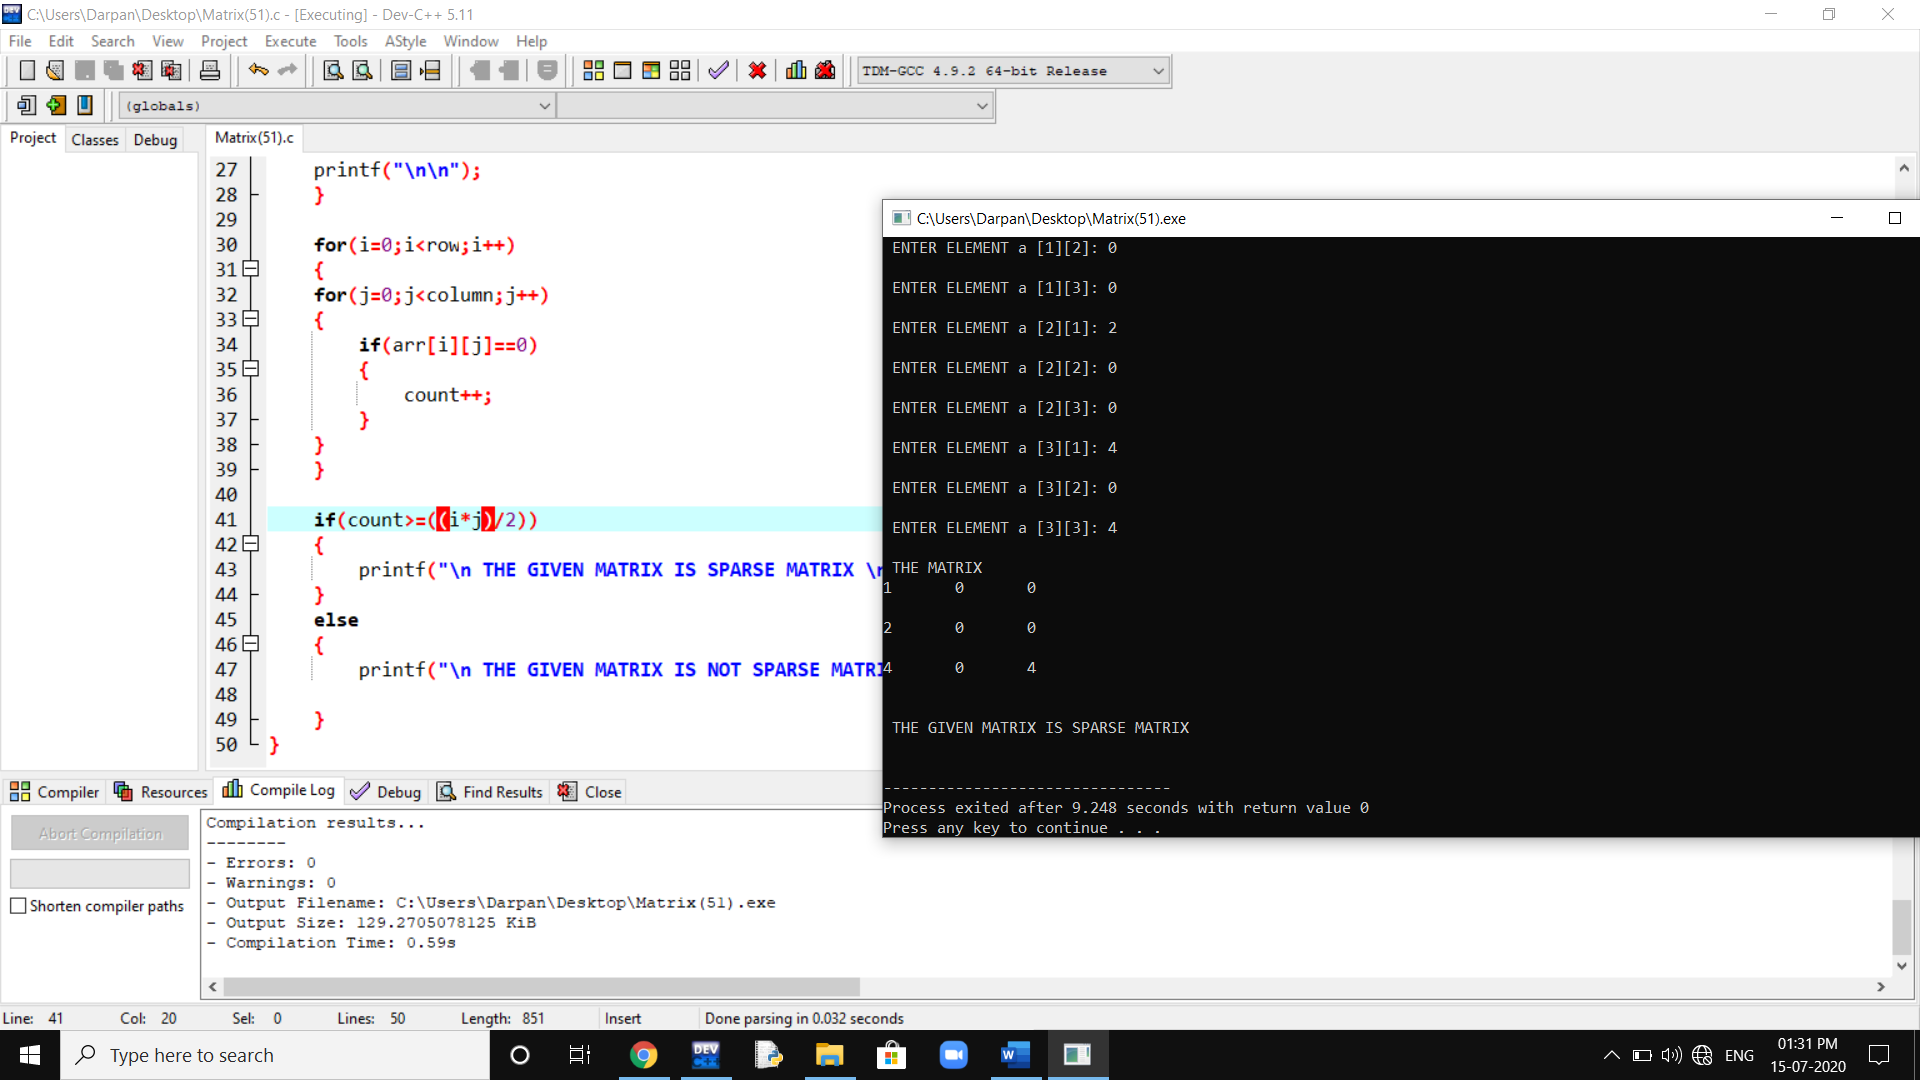 C:\Users\Darpan\Desktop\Matrix(51).c - [Executing] - Dev-C++ 5.11
File Edit Search View Project Execute Tools AStyle Window Help
TDM-GCC 4.9.2 64-bit Release
(globals)
Project Classes Debug
Matrix(51).c
27 printf("\n\n");
28 }
29
30 for(i=0;i<row;i++)
31 {
32 for(j=0;j<column;j++)
33 {
34 if(arr[i][j]==0)
35 {
36 count++;
37 }
38 }
39 }
40
41 if(count>=((i*j)/2))
42 {
43 printf("\n THE GIVEN MATRIX IS SPARSE MATRIX \
44 }
45 else
46 {
47 printf("\n THE GIVEN MATRIX IS NOT SPARSE MATRI
48
49 }
50 }
C:\Users\Darpan\Desktop\Matrix(51).exe
ENTER ELEMENT a [1][2]: 0
ENTER ELEMENT a [1][3]: 0
ENTER ELEMENT a [2][1]: 2
ENTER ELEMENT a [2][2]: 0
ENTER ELEMENT a [2][3]: 0
ENTER ELEMENT a [3][1]: 4
ENTER ELEMENT a [3][2]: 0
ENTER ELEMENT a [3][3]: 4
THE MATRIX
1 0 0
2 0 0
4 0 4
THE GIVEN MATRIX IS SPARSE MATRIX
--------------------------------
Process exited after 9.248 seconds with return value 0
Press any key to continue . . .
Compiler Resources Compile Log Debug Find Results Close
Abort Compilation
Shorten compiler paths
Compilation results...
--------
- Errors: 0
- Warnings: 0
- Output Filename: C:\Users\Darpan\Desktop\Matrix(51).exe
- Output Size: 129.2705078125 KiB
- Compilation Time: 0.59s
Line: 41 Col: 20 Sel: 0 Lines: 50 Length: 851 Insert Done parsing in 0.032 seconds
Type here to search
DEV
W
ENG
01:31 PM
15-07-2020